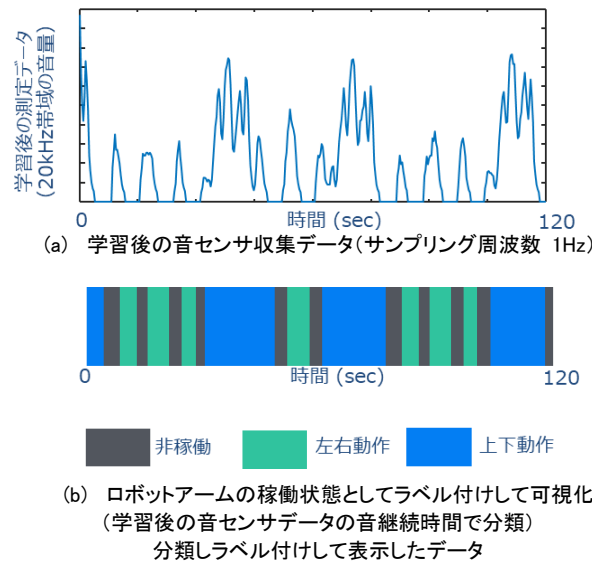 学習後の測定データ
(20kHz帯域の音量)
0
時間 (sec)
120
(a) 学習後の音センサ収集データ(サンプリング周波数 1Hz)
0
時間 (sec)
120
非稼働
左右動作
上下動作
(b) ロボットアームの稼働状態としてラベル付けして可視化
(学習後の音センサデータの音継続時間で分類)
分類しラベル付けして表示したデータ